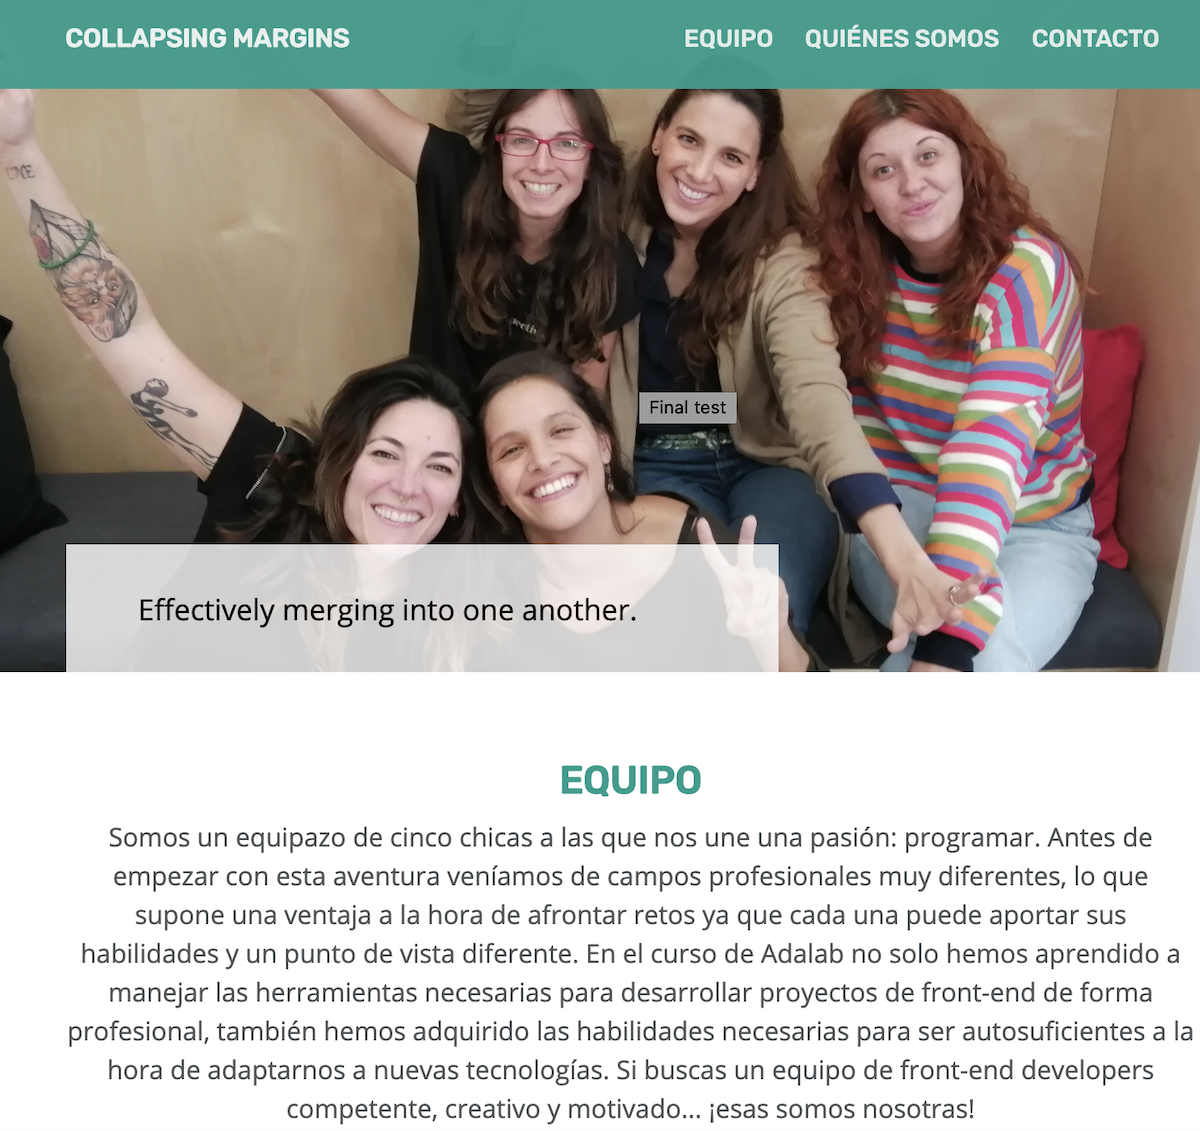 COLLAPSING MARGINS
EQUIPO QUIÉNES SOMOS CONTACTO
Final test
Effectively merging into one another.
EQUIPO
Somos un equipazo de cinco chicas a las que nos une una pasión: programar. Antes de
empezar con esta aventura veníamos de campos profesionales muy diferentes, lo que
supone una ventaja a la hora de afrontar retos ya que cada una puede aportar sus
habilidades y un punto de vista diferente. En el curso de Adalab no solo hemos aprendido a
manejar las herramientas necesarias para desarrollar proyectos de front-end de forma
profesional, también hemos adquirido las habilidades necesarias para ser autosuficientes a la
hora de adaptarnos a nuevas tecnologías. Si buscas un equipo de front-end developers
competente, creativo y motivado... ¡esas somos nosotras!